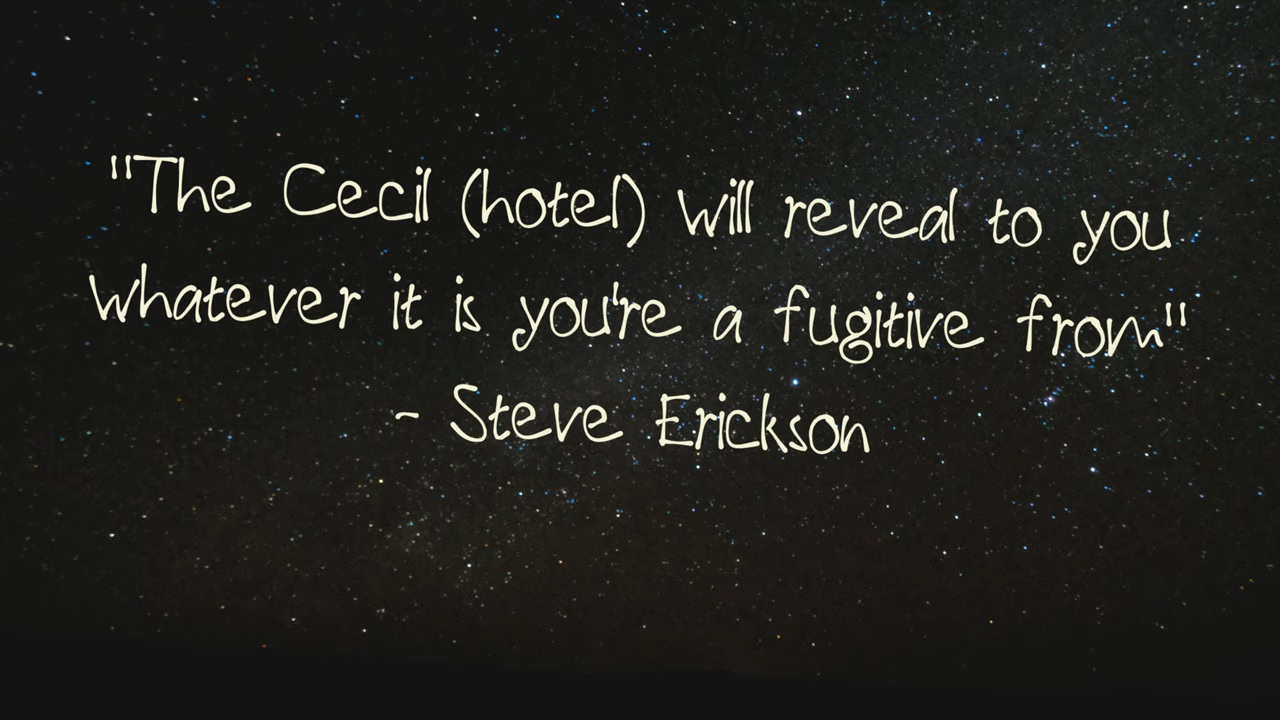 "The Cecil (hotel) will reveal to you
whatever it is you're a fugitive from"
- Steve Erickson